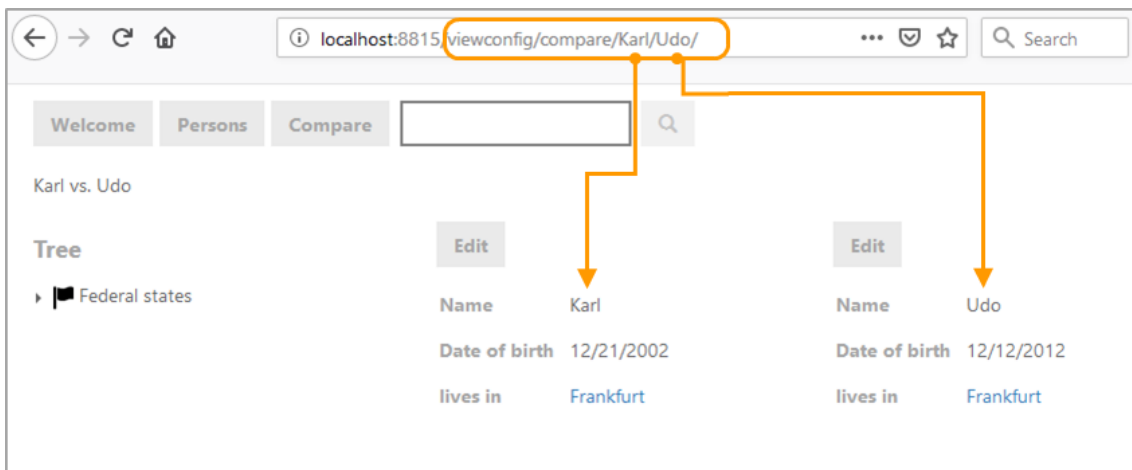 localhost:8815/viewconfig/compare/Karl/Udo/ Search
Welcome Persons Compare
Karl vs. Udo
Tree Edit Edit
Federal states
Name Karl Name Udo
Date of birth 12/21/2002 Date of birth 12/12/2012
lives in Frankfurt lives in Frankfurt